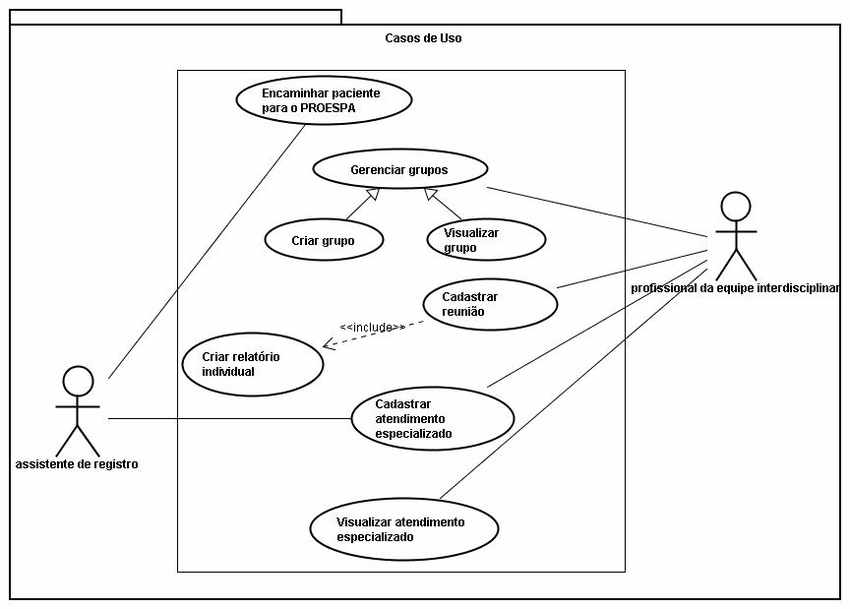 Casos de Uso
Encaminhar paciente
para o PROESPA
Gerenciar grupos
Criar grupo
Visualizar
grupo
profissional da equipe interdisciplinar
Cadastrar
reunião
<<include>>
Criar relatório
individual
Cadastrar
atendimento
especializado
assistente de registro
Visualizar atendimento
especializado